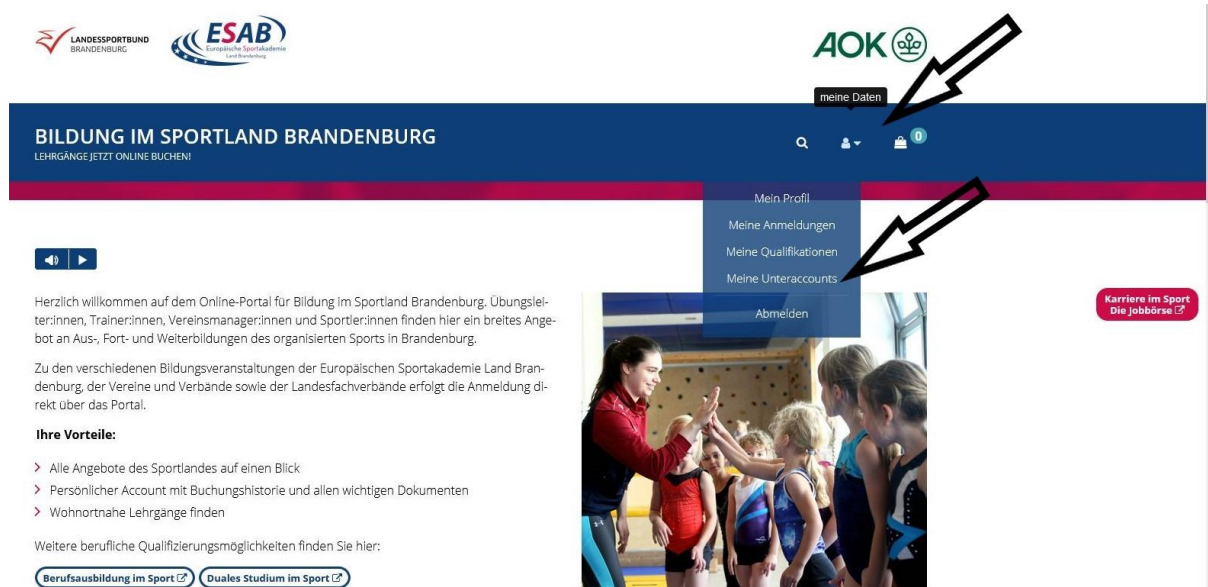 LANDESSPORTBUND
BRANDENBURG
ESAB
Europäische Sportakademie
Land Brandenburg
AOK
meine Daten
BILDUNG IM SPORTLAND BRANDENBURG
LEHRGÄNGE JETZT ONLINE BUCHEN!
0
Mein Profil
Meine Anmeldungen
Meine Qualifikationen
Meine Unteraccounts
Abmelden
Karriere im Sport
Die Jobbörse
Herzlich willkommen auf dem Online-Portal für Bildung im Sportland Brandenburg. Übungslei-
ter:innen, Trainer:innen, Vereinsmanager:innen und Sportler:innen finden hier ein breites Ange-
bot an Aus-, Fort- und Weiterbildungen des organisierten Sports in Brandenburg.
Zu den verschiedenen Bildungsveranstaltungen der Europäischen Sportakademie Land Bran-
denburg, der Vereine und Verbände sowie der Landesfachverbände erfolgt die Anmeldung di-
rekt über das Portal.
Ihre Vorteile:
Alle Angebote des Sportlandes auf einen Blick
Persönlicher Account mit Buchungshistorie und allen wichtigen Dokumenten
Wohnortnahe Lehrgänge finden
Weitere berufliche Qualifizierungsmöglichkeiten finden Sie hier:
Berufsausbildung im Sport
Duales Studium im Sport